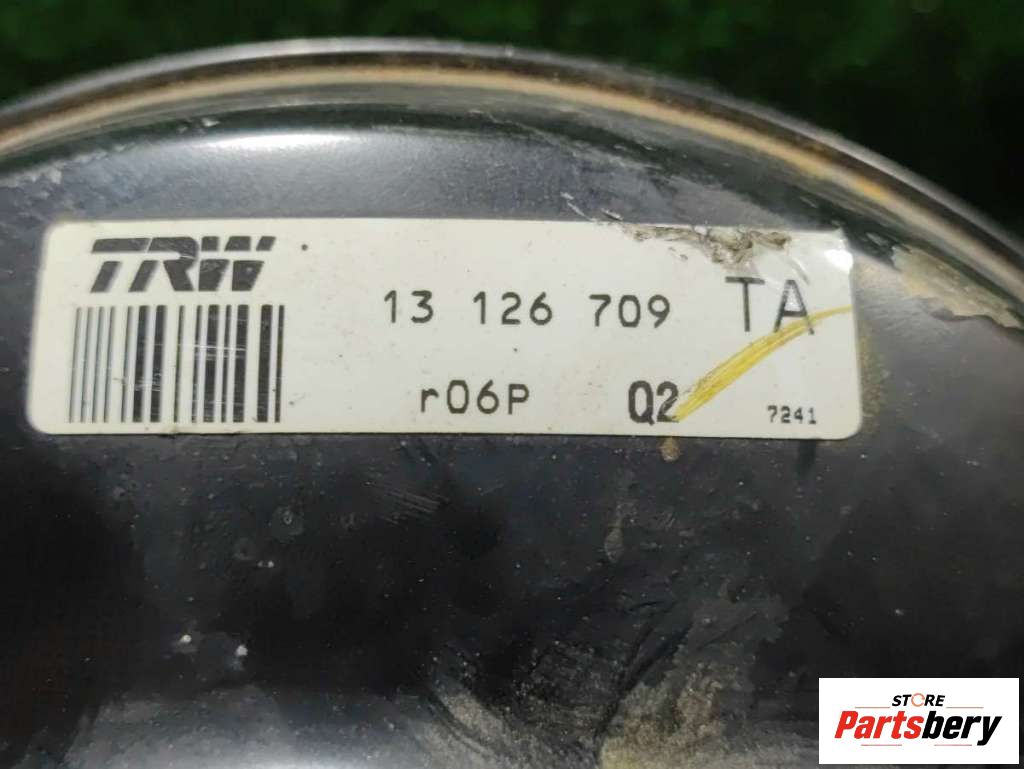 TRW
13 126 709 TA
r06P Q2 7241
STORE
Partsbery